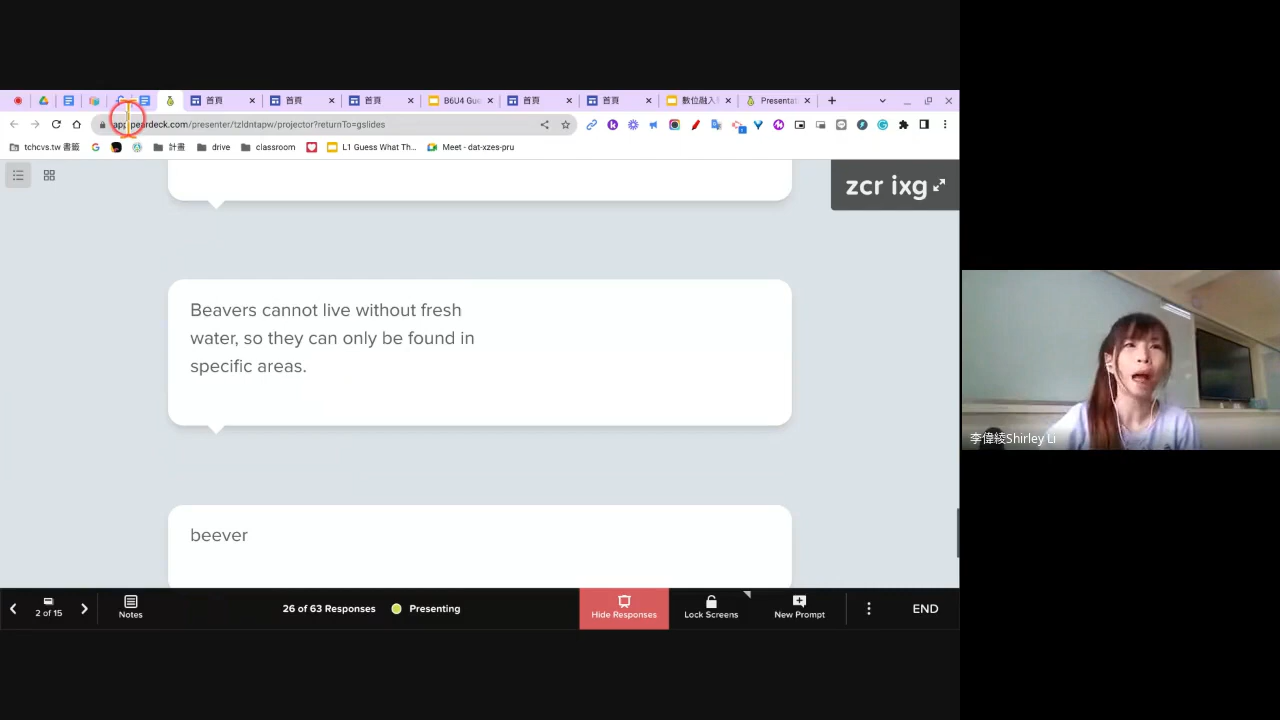 首頁
首頁
首頁
B6U4 Gue
首頁
首頁
數位融入
Presentat
app.peardeck.com/presenter/tzldntapw/projector?returnTo=gslides
tchcvs.tw 書籤
計畫
drive
classroom
L1 Guess What Th...
Meet - dat-xzes-pru
zcr ixg
Beavers cannot live without fresh
water, so they can only be found in
specific areas.
beever
2 of 15
Notes
26 of 63 Responses
Presenting
Hide Responses
Lock Screens
New Prompt
END
李偉綾Shirley Li